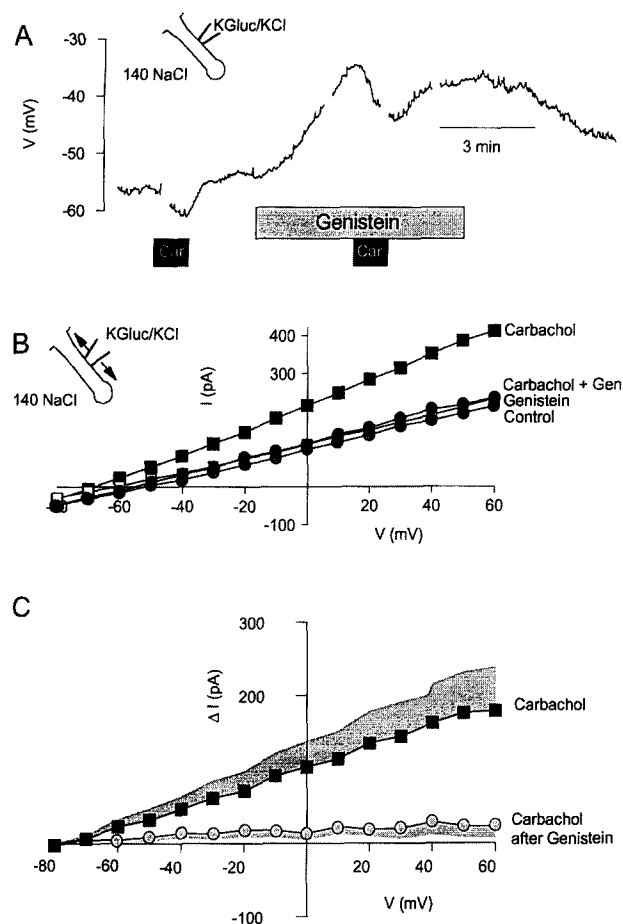 A
KGluc/KCl
140 NaCl
-30
-40
-50
-60
V (mV)
3 min
Genistein
Car
Car
B
KGluc/KCl
140 NaCl
I (pA)
400
300
-100
Carbachol
Carbachol + Gen
Genistein
Control
-80 -60 -40 -20 20 40 60
V (mV)
C
300
200
Δ I (pA)
Carbachol
Carbachol
after Genistein
-80 -60 -40 -20 20 40 60
-100
V (mV)